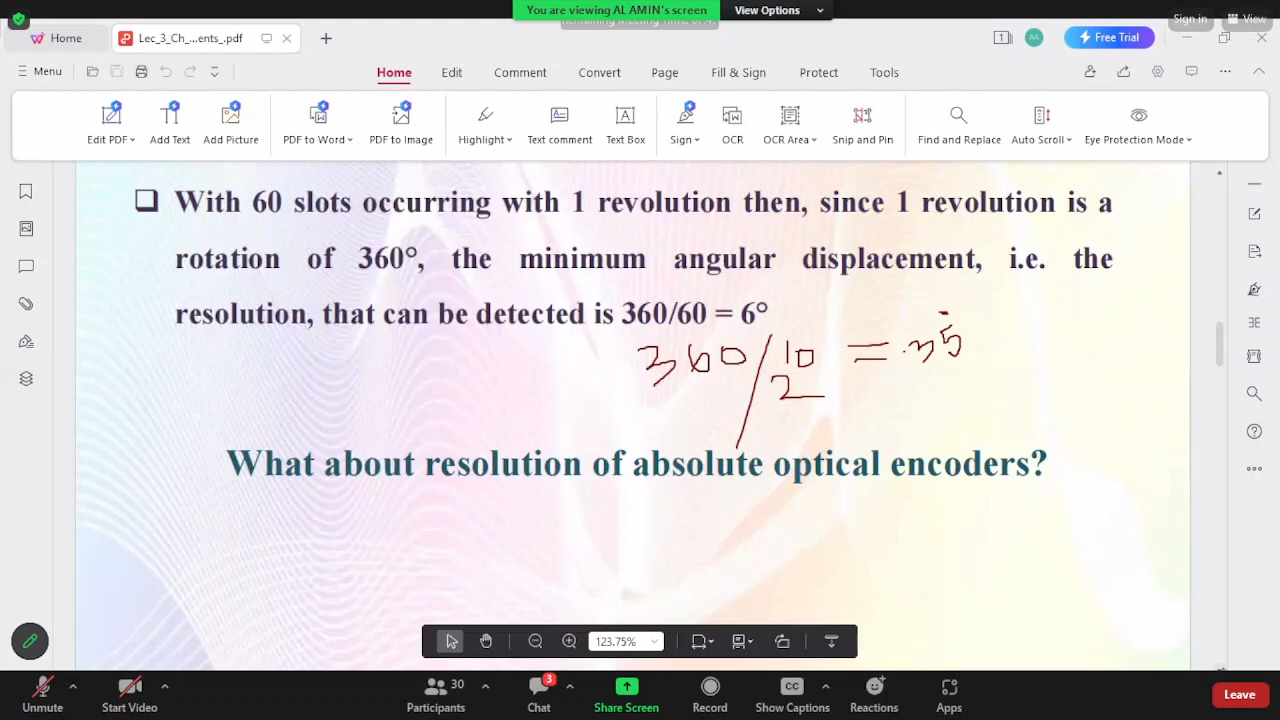 You are viewing AL AMIN's screen
View Options
Sign in
View
Home
Lec_3_Ch_...ents_.pdf
AA
Free Trial
Menu
Home
Edit
Comment
Convert
Page
Fill & Sign
Protect
Tools
Edit PDF
Add Text
Add Picture
PDF to Word
PDF to Image
Highlight
Text comment
Text Box
Sign
OCR
OCR Area
Snip and Pin
Find and Replace
Auto Scroll
Eye Protection Mode
With 60 slots occurring with 1 revolution then, since 1 revolution is a
rotation of 360°, the minimum angular displacement, i.e. the
resolution, that can be detected is 360/60 = 6°
360/10 = .35
2
What about resolution of absolute optical encoders?
123.75%
Unmute
Start Video
30
Participants
3
Chat
Share Screen
Record
CC
Show Captions
Reactions
Apps
Leave